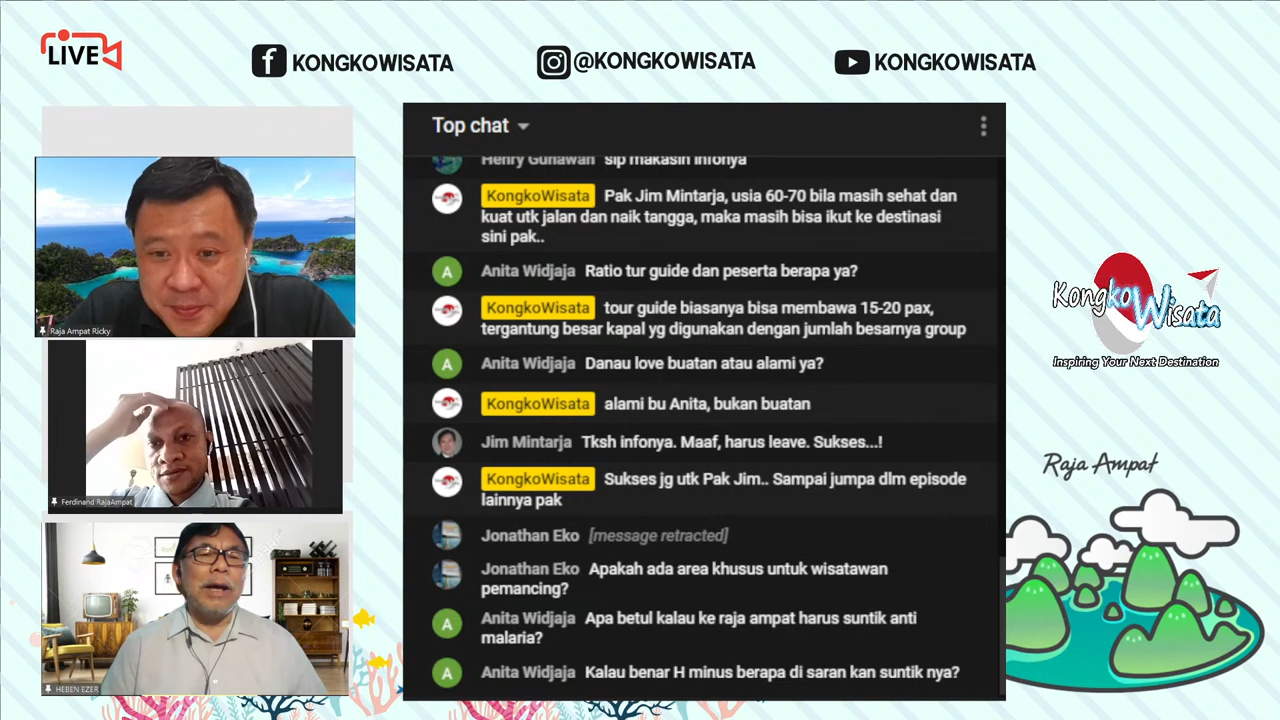 LIVE
KONGKOWISATA
@KONGKOWISATA
KONGKOWISATA
Raja Ampat Ricky
Ferdinand RajaAmpat
HEBEN EZER
Top chat
Henry Gunawan sip makasih infonya
KongkoWisata Pak Jim Mintarja, usia 60-70 bila masih sehat dan
kuat utk jalan dan naik tangga, maka masih bisa ikut ke destinasi
sini pak..
A Anita Widjaja Ratio tur guide dan peserta berapa ya?
KongkoWisata tour guide biasanya bisa membawa 15-20 pax,
tergantung besar kapal yg digunakan dengan jumlah besarnya group
A Anita Widjaja Danau love buatan atau alami ya?
KongkoWisata alami bu Anita, bukan buatan
Jim Mintarja Tksh infonya. Maaf, harus leave. Sukses...!
KongkoWisata Sukses jg utk Pak Jim.. Sampai jumpa dlm episode
lainnya pak
Jonathan Eko [message retracted]
Jonathan Eko Apakah ada area khusus untuk wisatawan
pemancing?
A Anita Widjaja Apa betul kalau ke raja ampat harus suntik anti
malaria?
A Anita Widjaja Kalau benar H minus berapa di saran kan suntik nya?
KongkoWisata
Inspiring Your Next Destination
Raja Ampat